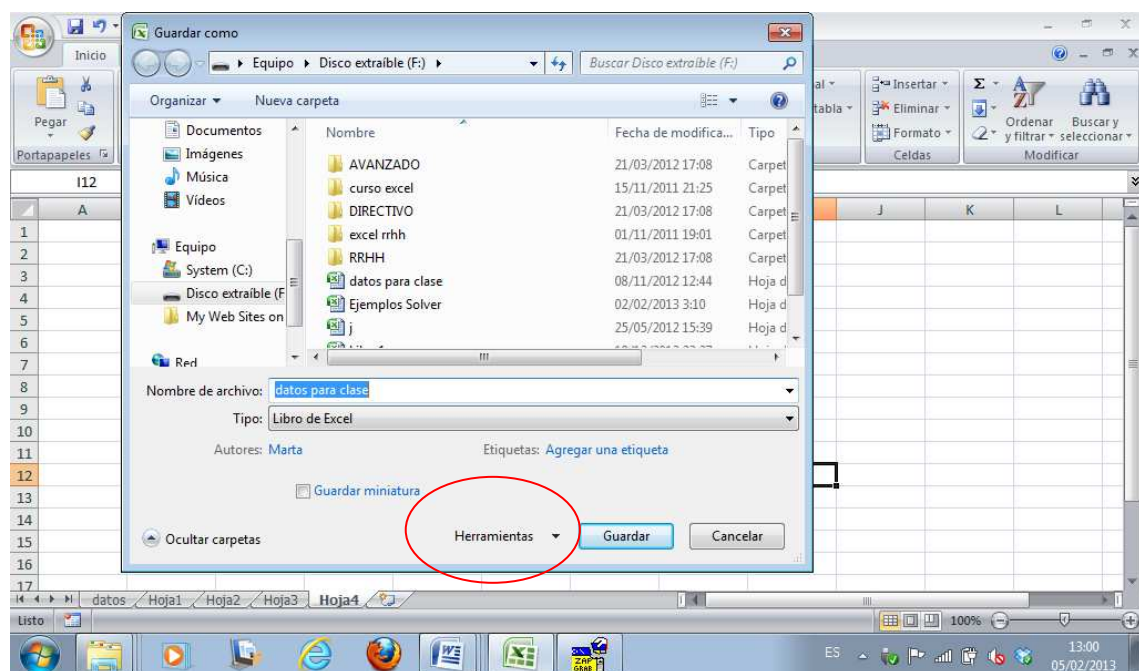 Guardar como
Inicio
Equipo Disco extraíble (F:) Buscar Disco extraíble (F:)
Organizar Nueva carpeta
Pegar
Portapapeles
Documentos
Imágenes
Música
Vídeos
Equipo
System (C:)
Disco extraíble (F
My Web Sites on
Red
Nombre Fecha de modifica... Tipo
AVANZADO 21/03/2012 17:08 Carpet
curso excel 15/11/2011 21:25 Carpet
DIRECTIVO 21/03/2012 17:08 Carpet
excel rrhh 01/11/2011 19:01 Carpet
RRHH 21/03/2012 17:08 Carpet
datos para clase 08/11/2012 12:44 Hoja d
Ejemplos Solver 02/02/2013 3:10 Hoja d
j 25/05/2012 15:39 Hoja d
Nombre de archivo: datos para clase
Tipo: Libro de Excel
Autores: Marta Etiquetas: Agregar una etiqueta
Guardar miniatura
Ocultar carpetas Herramientas Guardar Cancelar
al
tabla
Insertar
Eliminar
Formato
Celdas
Σ
Ordenar y filtrar
Buscar y seleccionar
Modificar
I12
A J K L
1
2
3
4
5
6
7
8
9
10
11
12
13
14
15
16
17
datos Hoja1 Hoja2 Hoja3 Hoja4
Listo 100%
ZAP
GRAB
ES 13:00
05/02/2013